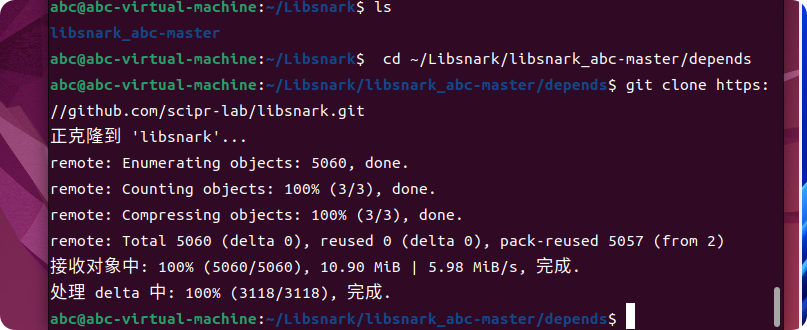 abc@abc-virtual-machine:~/Libsnark$ ls
libsnark_abc-master
abc@abc-virtual-machine:~/Libsnark$  cd ~/Libsnark/libsnark_abc-master/depends
abc@abc-virtual-machine:~/Libsnark/libsnark_abc-master/depends$ git clone https:
//github.com/scipr-lab/libsnark.git
正克隆到 'libsnark'...
remote: Enumerating objects: 5060, done.
remote: Counting objects: 100% (3/3), done.
remote: Compressing objects: 100% (3/3), done.
remote: Total 5060 (delta 0), reused 0 (delta 0), pack-reused 5057 (from 2)
接收对象中: 100% (5060/5060), 10.90 MiB | 5.98 MiB/s, 完成.
处理 delta 中: 100% (3118/3118), 完成.
abc@abc-virtual-machine:~/Libsnark/libsnark_abc-master/depends$